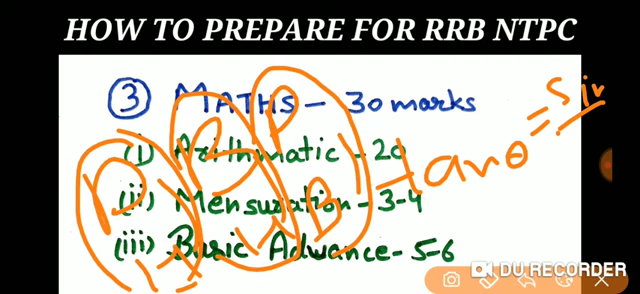 HOW TO PREPARE FOR RRB NTPC
③ MATHS - 30 marks
(i) Arithmatic - 20
(ii) Mensuration - 3-4
(iii) Basic Advance - 5-6
tanθ = Sin
P B P
H H B
DU RECORDER